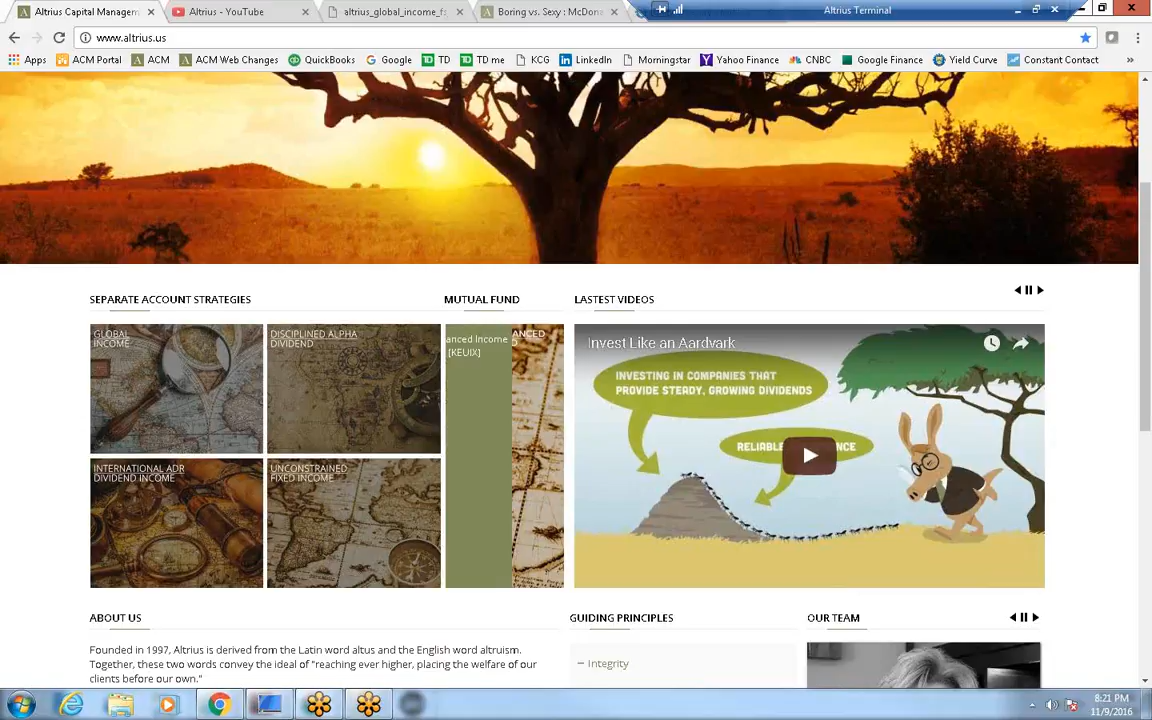 Altrius Capital Managem
Altrius - YouTube
altrius_global_income_f
Boring vs. Sexy : McDon
Altrius Terminal
www.altrius.us
Apps
ACM Portal
ACM
ACM Web Changes
QuickBooks
Google
TD
TD me
KCG
LinkedIn
Morningstar
Yahoo Finance
CNBC
Google Finance
Yield Curve
Constant Contact
SEPARATE ACCOUNT STRATEGIES
MUTUAL FUND
LASTEST VIDEOS
GLOBAL
INCOME
DISCIPLINED ALPHA
DIVIDEND
anced Income
[KEUIX]
ANCED
Invest Like an Aardvark
INVESTING IN COMPANIES THAT
PROVIDE STEADY, GROWING DIVIDENDS
INTERNATIONAL ADR
DIVIDEND INCOME
UNCONSTRAINED
FIXED INCOME
ABOUT US
GUIDING PRINCIPLES
OUR TEAM
Founded in 1997, Altrius is derived from the Latin word altus and the English word altruism.
Together, these two words convey the ideal of "reaching ever higher, placing the welfare of our
clients before our own."
– Integrity
8:21 PM
11/9/2016